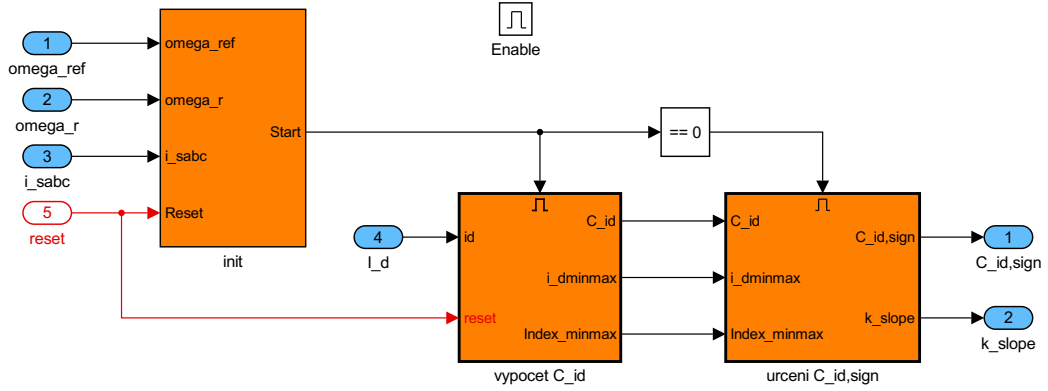 1
omega_ref
2
omega_r
3
i_sabc
5
reset
omega_ref
omega_r
i_sabc
Reset
Start
init
Enable
== 0
4
I_d
id
reset
C_id
i_dminmax
Index_minmax
vypocet C_id
C_id
i_dminmax
Index_minmax
C_id,sign
k_slope
urceni C_id,sign
1
C_id,sign
2
k_slope